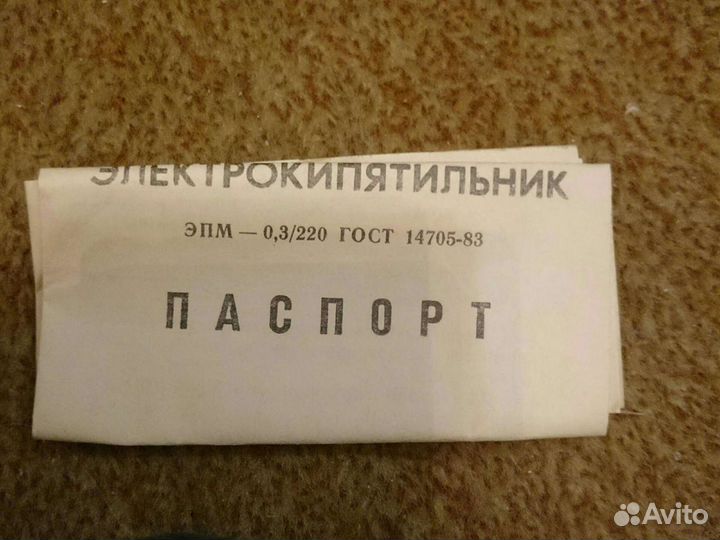 ЭЛЕКТРОКИПЯТИЛЬНИК
ЭПМ — 0,3/220 ГОСТ 14705-83
ПАСПОРТ
Avito